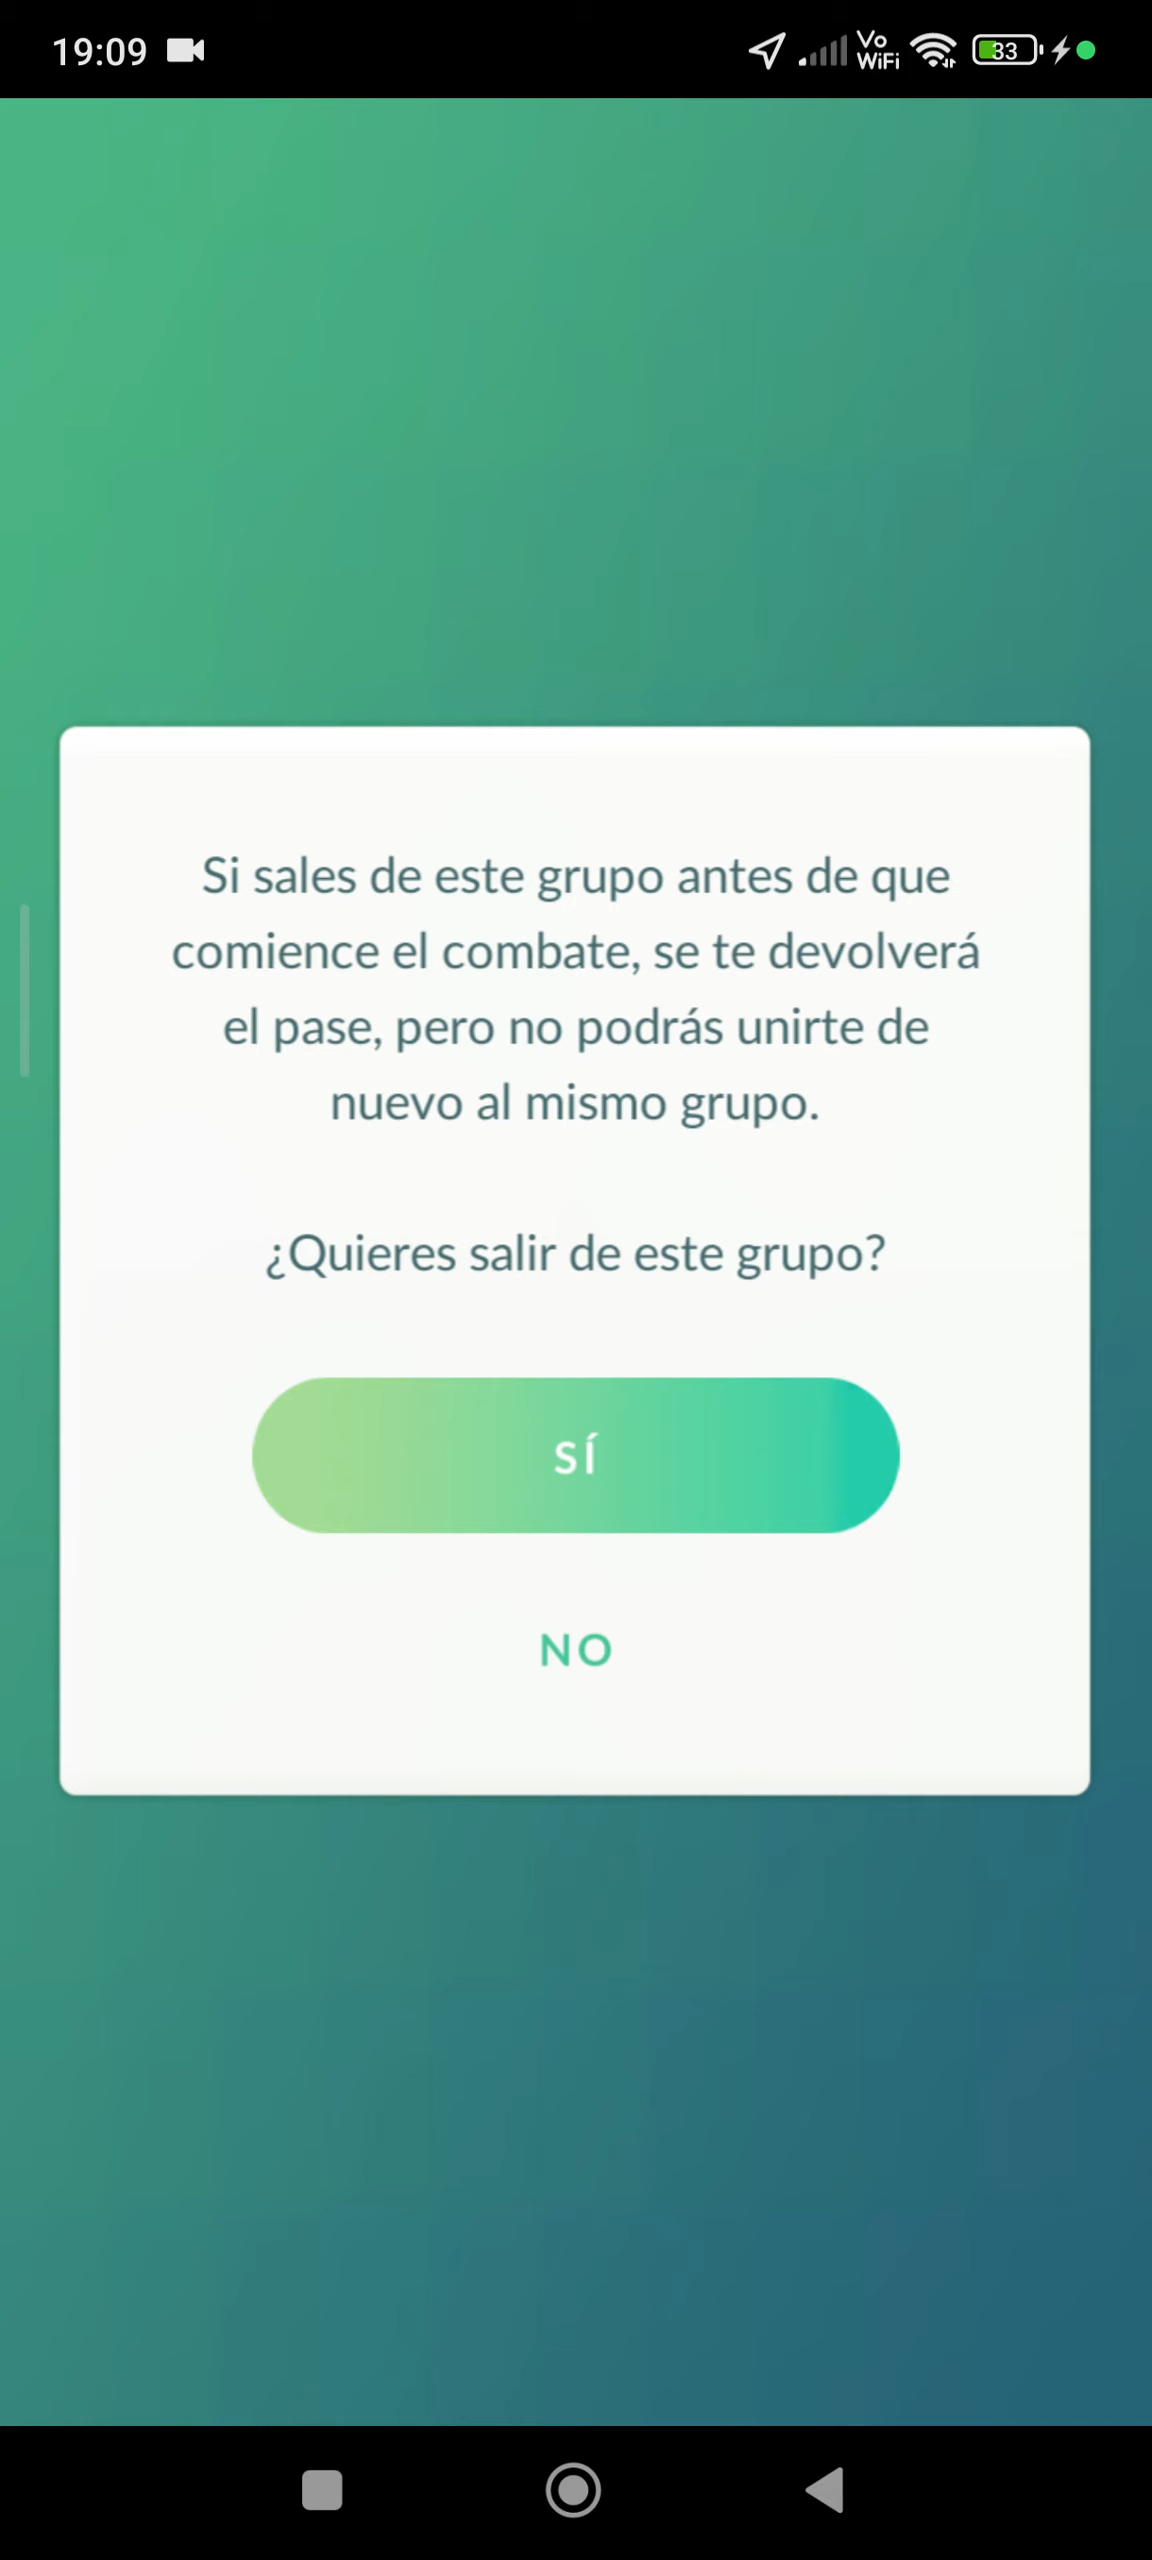 19:09
Vo
WiFi
33
Si sales de este grupo antes de que
comience el combate, se te devolverá
el pase, pero no podrás unirte de
nuevo al mismo grupo.
¿Quieres salir de este grupo?
SÍ
NO